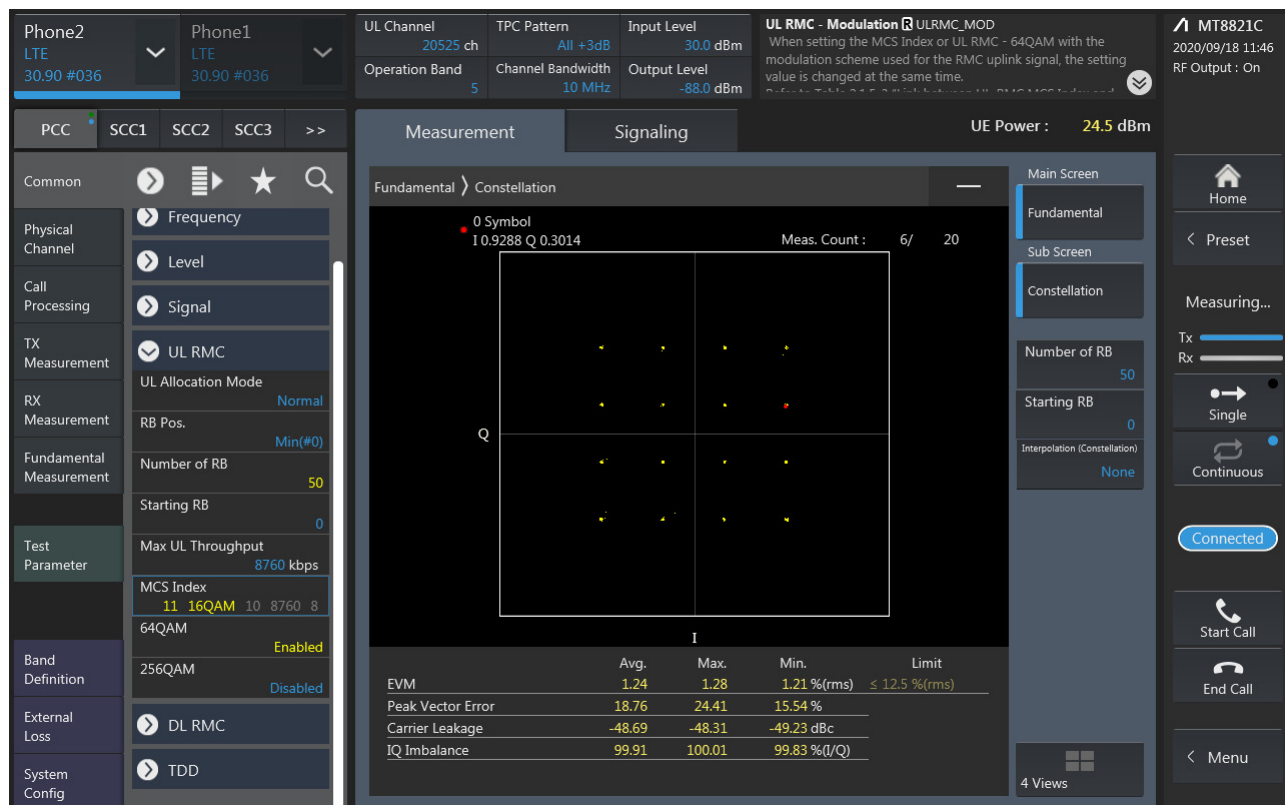 Phone2
LTE
30.90 #036
Phone1
LTE
30.90 #036
UL Channel
20525 ch
Operation Band
5
TPC Pattern
All +3dB
Channel Bandwidth
10 MHz
Input Level
30.0 dBm
Output Level
-88.0 dBm
UL RMC - Modulation R ULRMC_MOD
When setting the MCS Index or UL RMC - 64QAM with the
modulation scheme used for the RMC uplink signal, the setting
value is changed at the same time.
MT8821C
2020/09/18 11:46
RF Output : On
PCC SCC1 SCC2 SCC3 >>
Measurement
Signaling
UE Power : 24.5 dBm
Common
Physical
Channel
Call
Processing
TX
Measurement
RX
Measurement
Fundamental
Measurement
Test
Parameter
Band
Definition
External
Loss
System
Config
Frequency
Level
Signal
UL RMC
UL Allocation Mode
Normal
RB Pos.
Min(#0)
Number of RB
50
Starting RB
0
Max UL Throughput
8760 kbps
MCS Index
11 16QAM 10 8760 8
64QAM
Enabled
256QAM
Disabled
DL RMC
TDD
Fundamental 〉 Constellation
0 Symbol
I 0.9288 Q 0.3014
Meas. Count : 6/ 20
Q
I
Avg. Max. Min. Limit
EVM 1.24 1.28 1.21 %(rms) ≤ 12.5 %(rms)
Peak Vector Error 18.76 24.41 15.54 %
Carrier Leakage -48.69 -48.31 -49.23 dBc
IQ Imbalance 99.91 100.01 99.83 %(I/Q)
Main Screen
Fundamental
Sub Screen
Constellation
Number of RB
50
Starting RB
0
Interpolation (Constellation)
None
4 Views
Home
< Preset
Measuring...
Tx
Rx
Single
Continuous
Connected
Start Call
End Call
< Menu